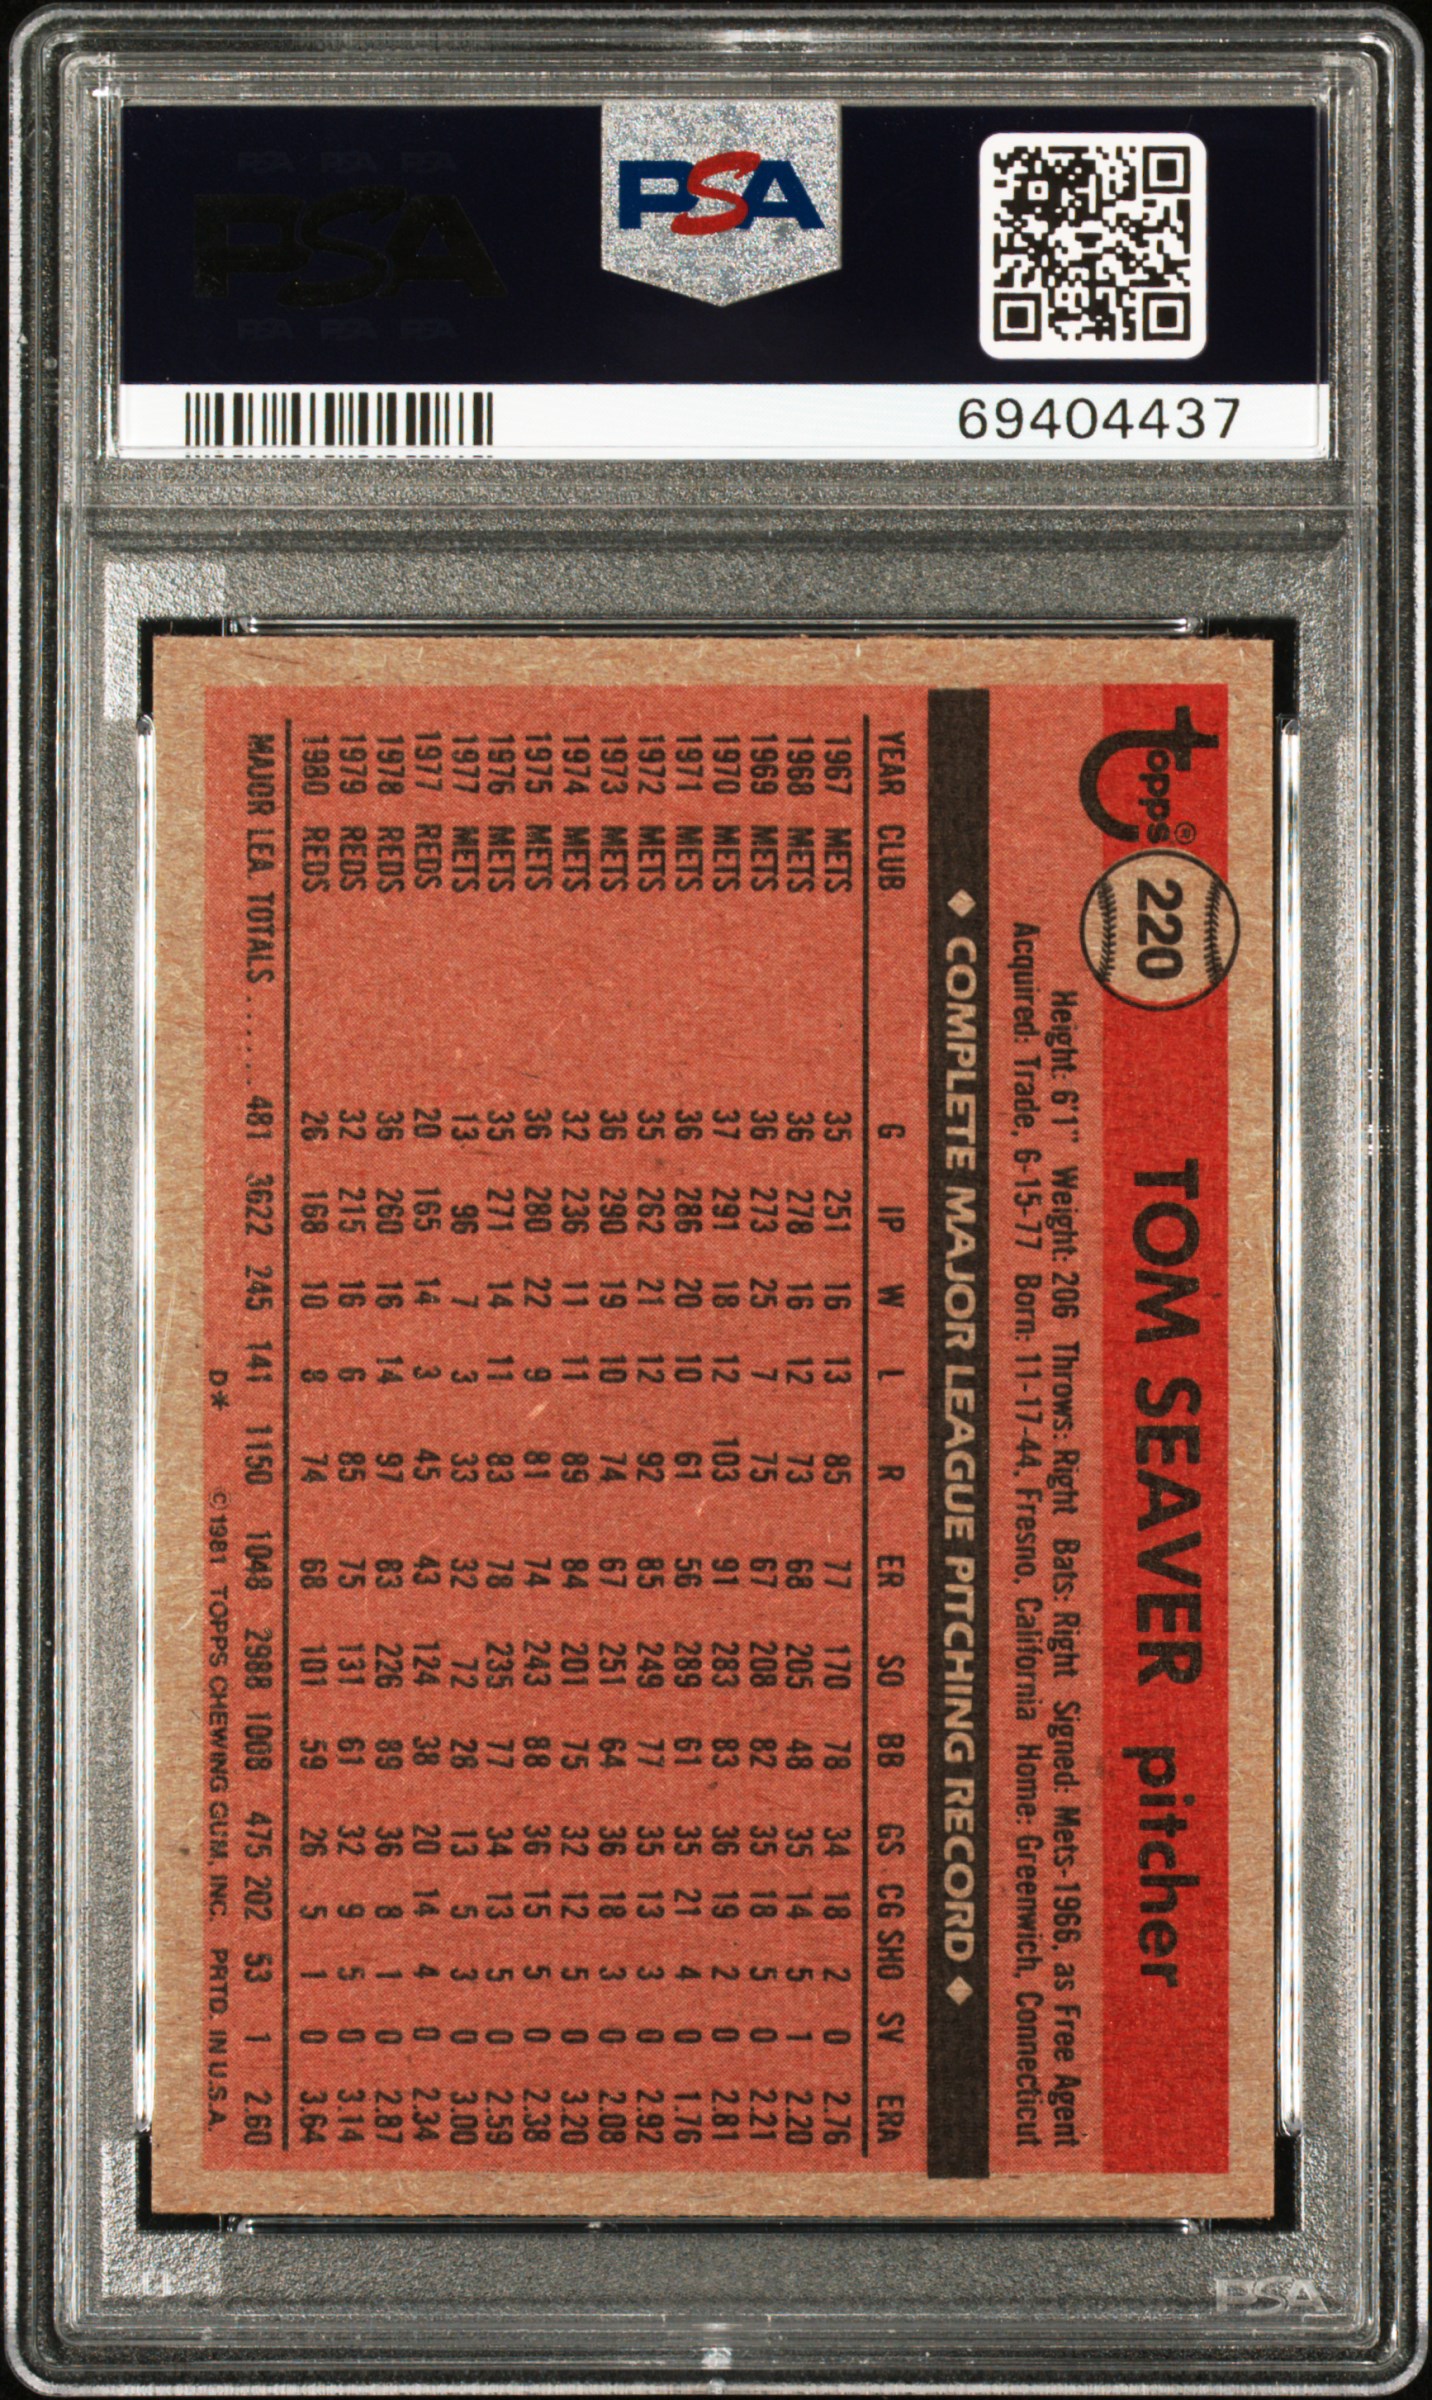 PSA
PSA PSA PSA
PSA
PSA PSA PSA
69404437
topps®
220
TOM SEAVER pitcher
Height: 6'1" Weight: 206 Throws: Right Bats: Right Signed: Mets-1966, as Free Agent
Acquired: Trade, 6-15-77 Born: 11-17-44, Fresno, California Home: Greenwich, Connecticut
◆ COMPLETE MAJOR LEAGUE PITCHING RECORD ◆
YEAR CLUB G IP W L R ER SO BB GS CG SHO SV ERA
1967 METS 35 251 16 13 85 77 170 78 34 18 2 0 2.76
1968 METS 36 278 16 12 73 68 205 48 35 14 5 1 2.20
1969 METS 36 273 25 7 75 67 208 82 35 18 5 0 2.21
1970 METS 37 291 18 12 103 91 283 83 36 19 2 0 2.81
1971 METS 36 286 20 10 61 56 289 61 35 21 4 0 1.76
1972 METS 35 262 21 12 92 85 249 77 35 13 3 0 2.92
1973 METS 36 290 19 10 74 67 251 64 36 18 3 0 2.08
1974 METS 32 236 11 11 89 84 201 75 32 12 5 0 3.20
1975 METS 36 280 22 9 81 74 243 88 36 15 5 0 2.38
1976 METS 35 271 14 11 83 78 235 77 34 13 5 0 2.59
1977 METS 13 96 7 3 33 32 72 28 13 5 3 0 3.00
1977 REDS 20 165 14 3 45 43 124 38 20 14 4 0 2.34
1978 REDS 36 260 16 14 97 83 226 89 36 8 1 0 2.87
1979 REDS 32 215 16 6 85 75 131 61 32 9 5 0 3.14
1980 REDS 26 168 10 8 74 68 101 59 26 5 1 0 3.64
MAJOR LEA. TOTALS....... 481 3622 245 141 1150 1048 2988 1008 475 202 53 1 2.60
D* ©1981 TOPPS CHEWING GUM, INC. PRTD. IN U.S.A.
PSA